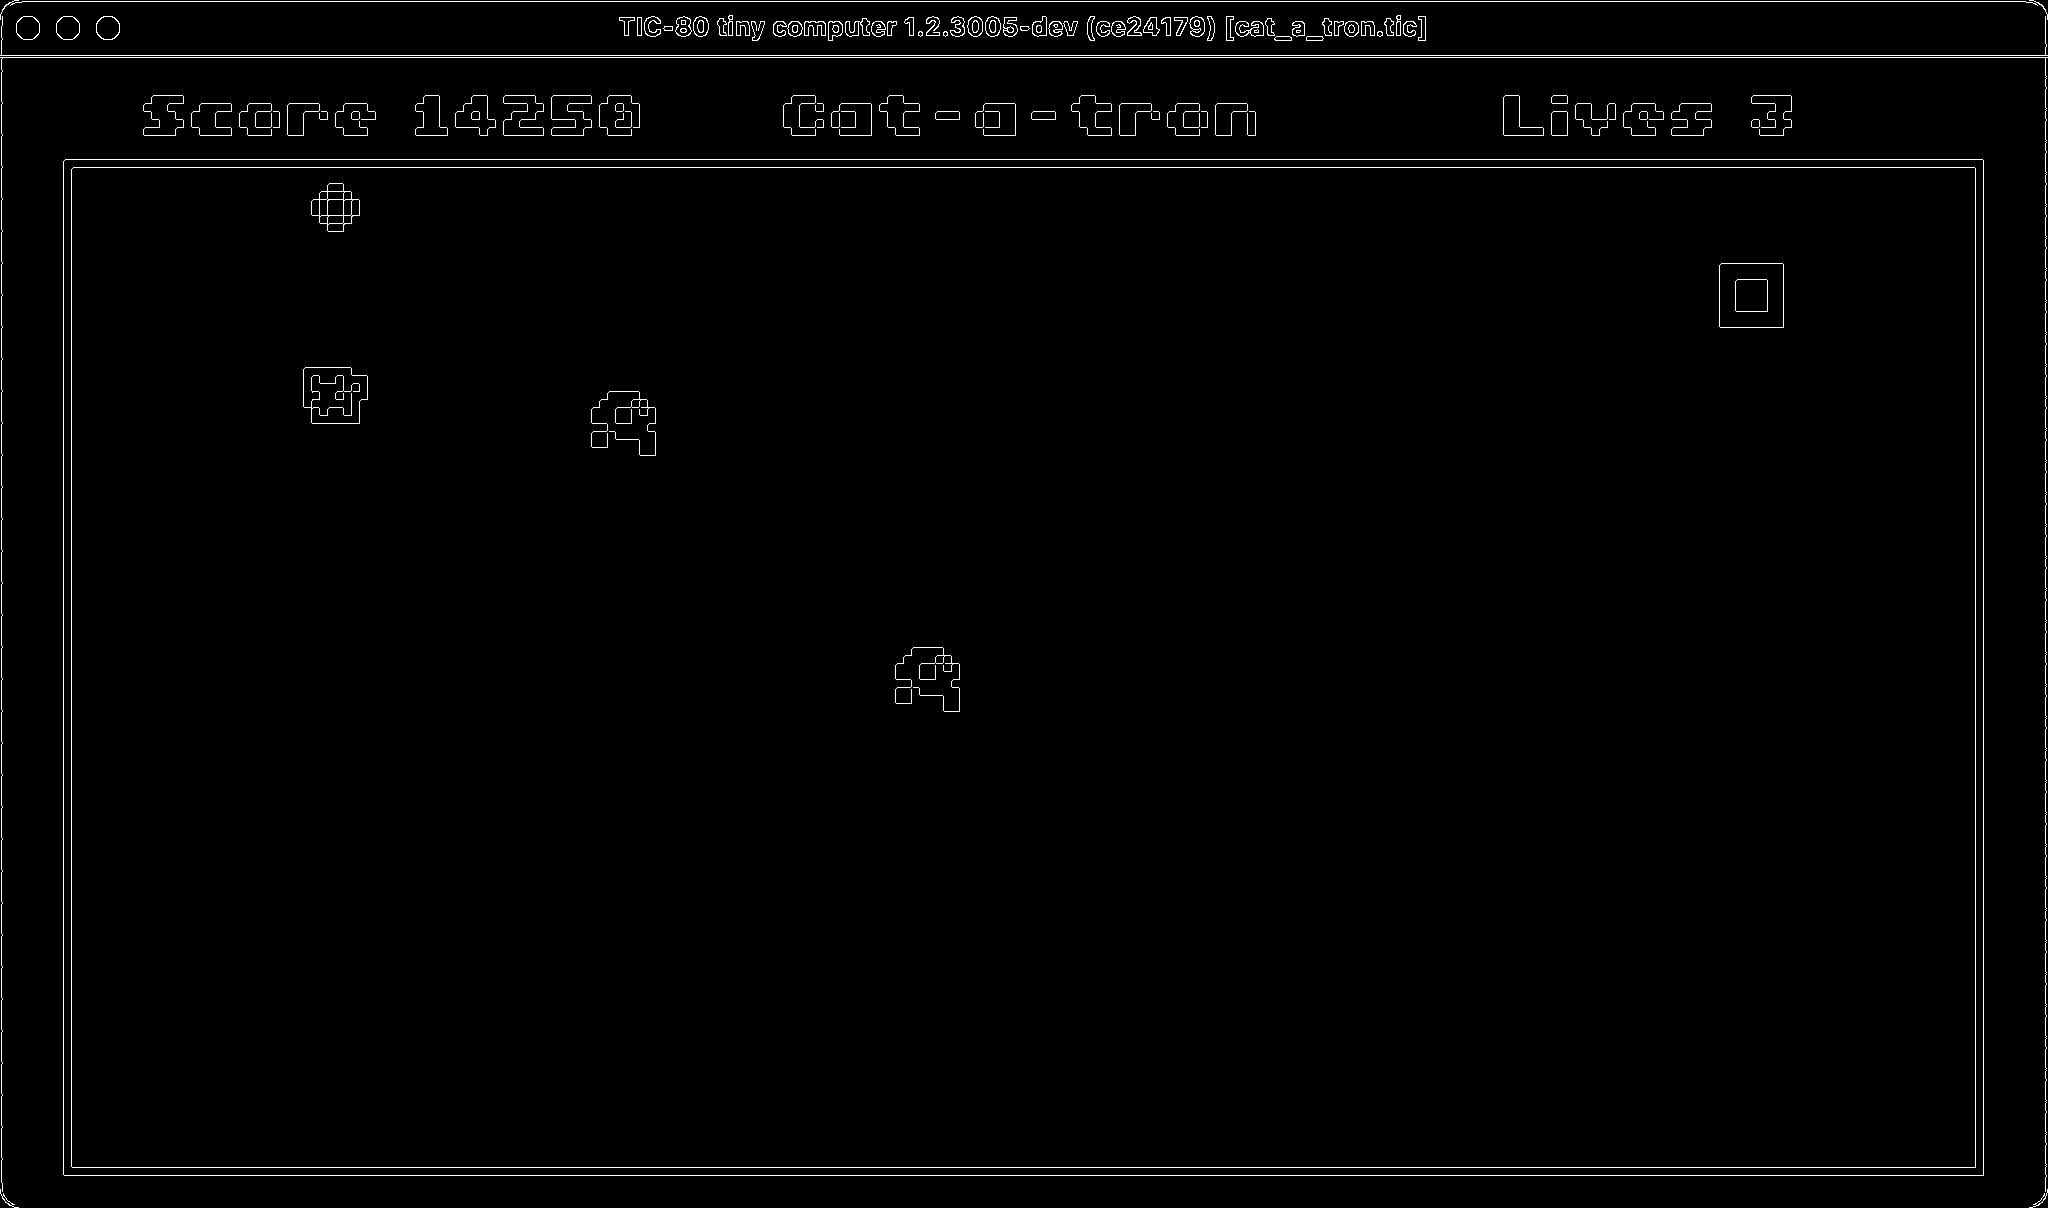 TIC-80 tiny computer 1.2.3005-dev (ce24179) [cat_a_tron.tic]
Score 14250 Cat-a-tron Lives 3